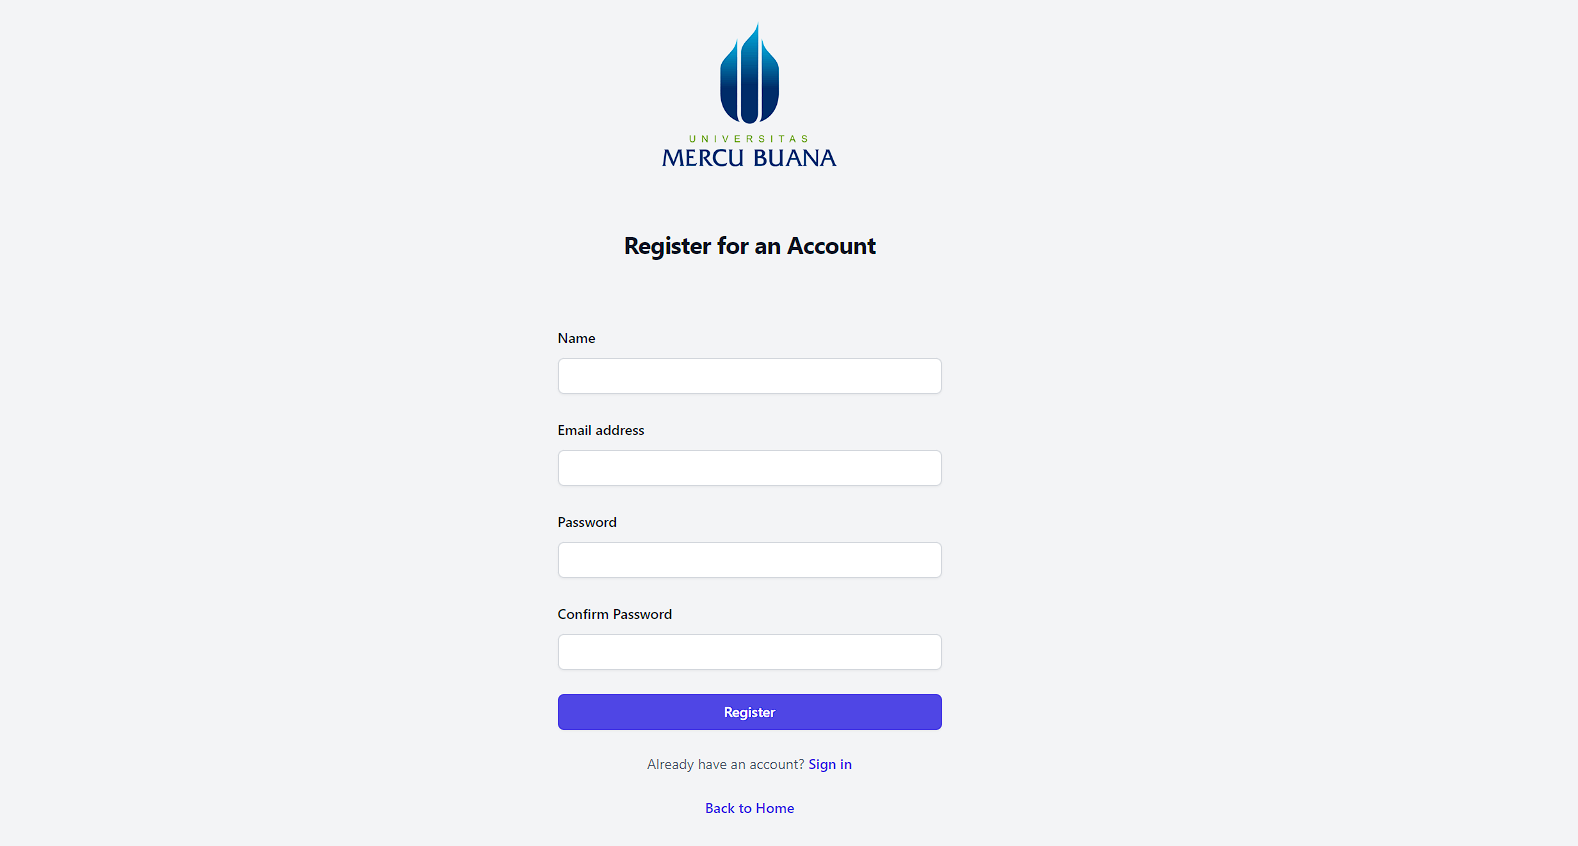 UNIVERSITAS
MERCU BUANA
Register for an Account
Name
Email address
Password
Confirm Password
Register
Already have an account? Sign in
Back to Home